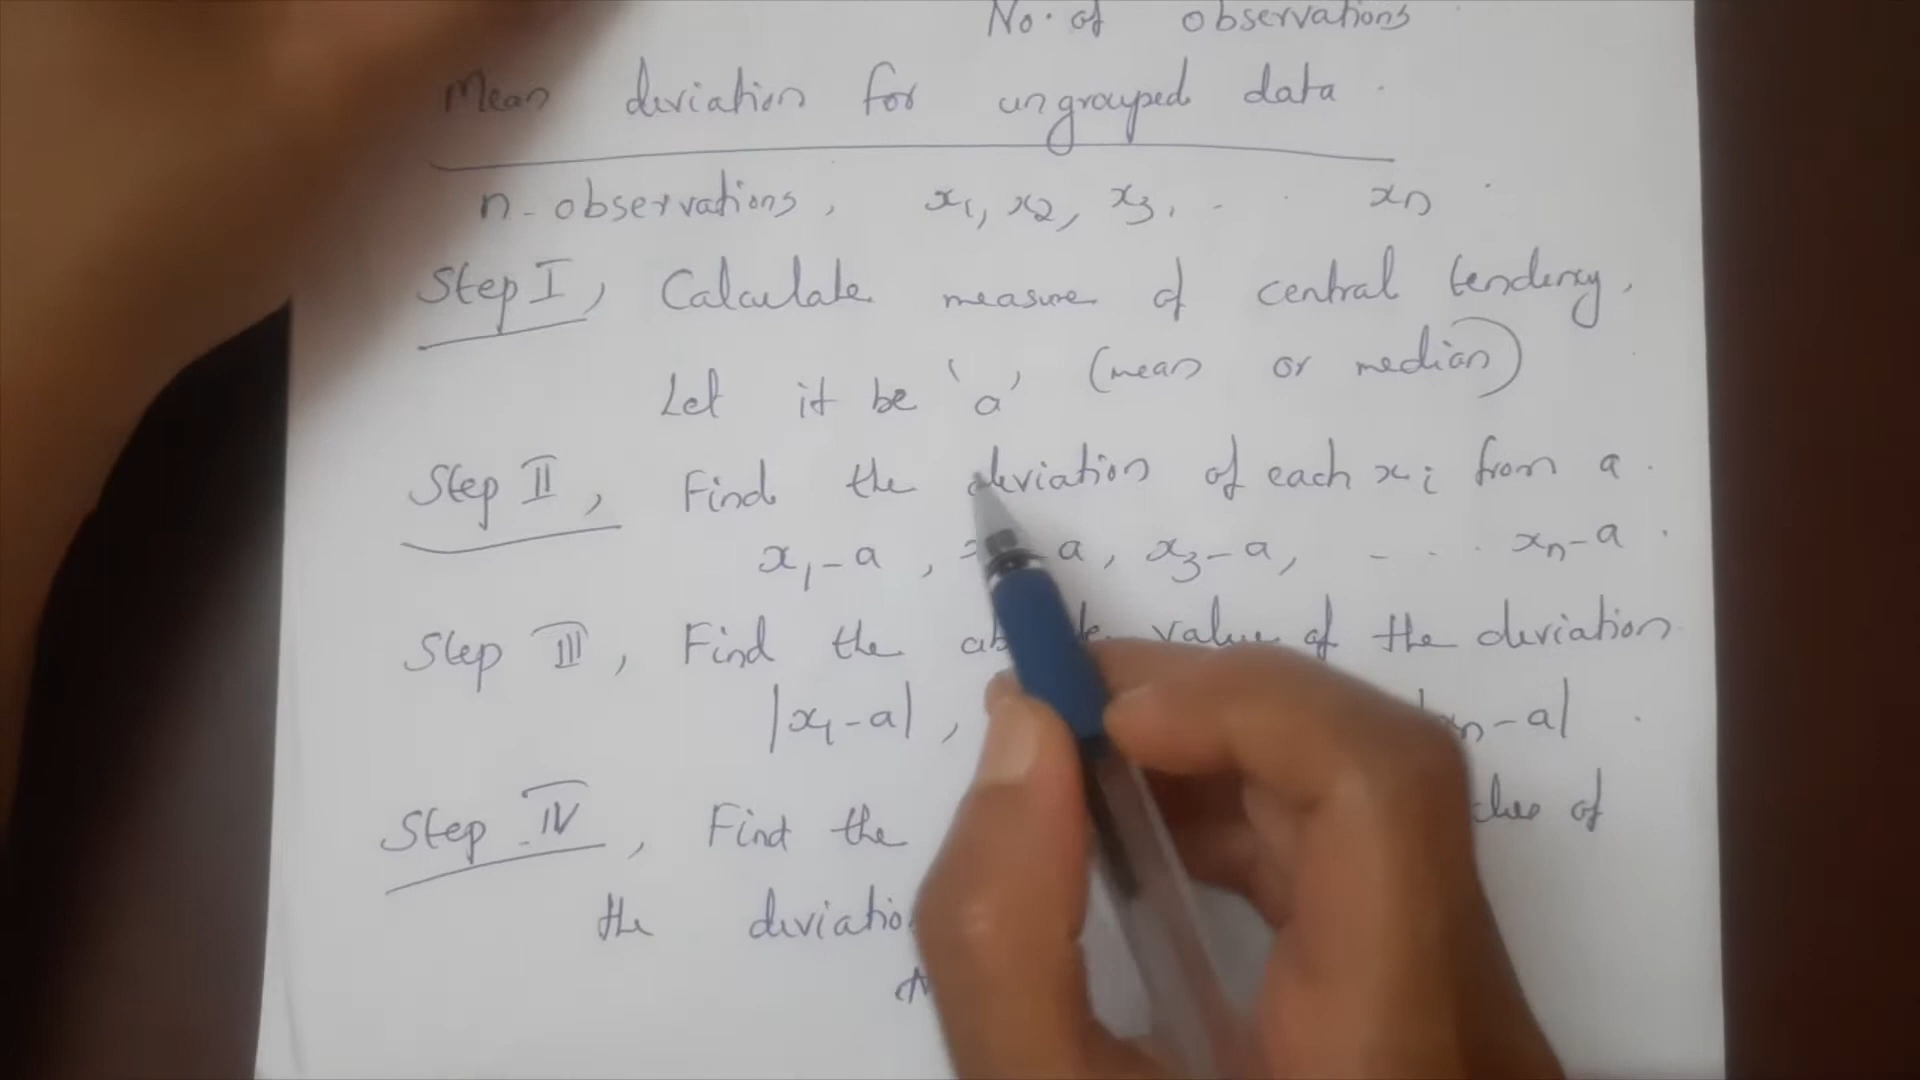 No. of observations
Mean deviation for ungrouped data.
n-observations, x1, x2, x3, . . xn.
Step I, Calculate measure of central tendency.
Let it be 'a' (mean or median)
Step II, Find the deviation of each xi from a.
x1-a, -a, x3-a, - . . . xn-a.
Step III, Find the value of the deviation.
|x1-a|, xn-a| .
Step IV, Find the of
the